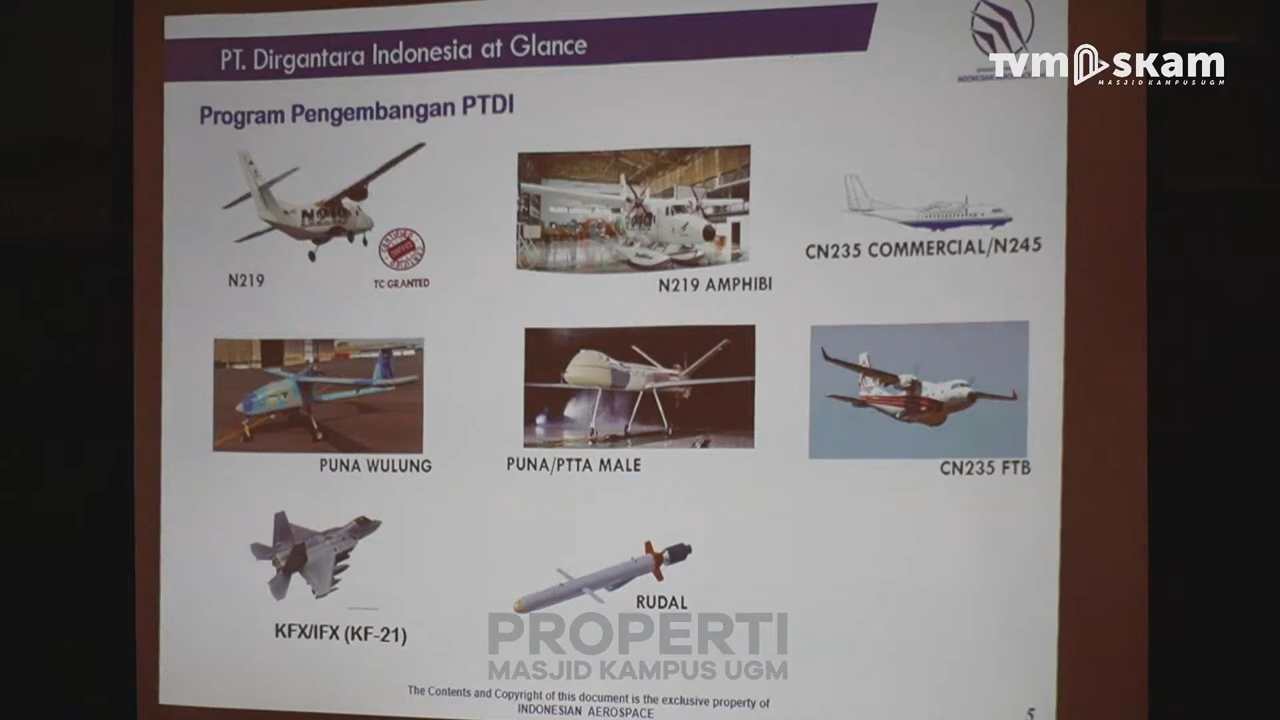 PT. Dirgantara Indonesia at Glance
TVM SKAM
MASJID KAMPUS UGM
Program Pengembangan PTDI
N219
N219
TC GRANTED
N219 AMPHIBI
CN235 COMMERCIAL/N245
PUNA WULUNG
PUNA/PTTA MALE
CN235 FTB
KFX/IFX (KF-21)
RUDAL
PROPERTI
MASJID KAMPUS UGM
The Contents and Copyright of this document is the exclusive property of
INDONESIAN AEROSPACE
5